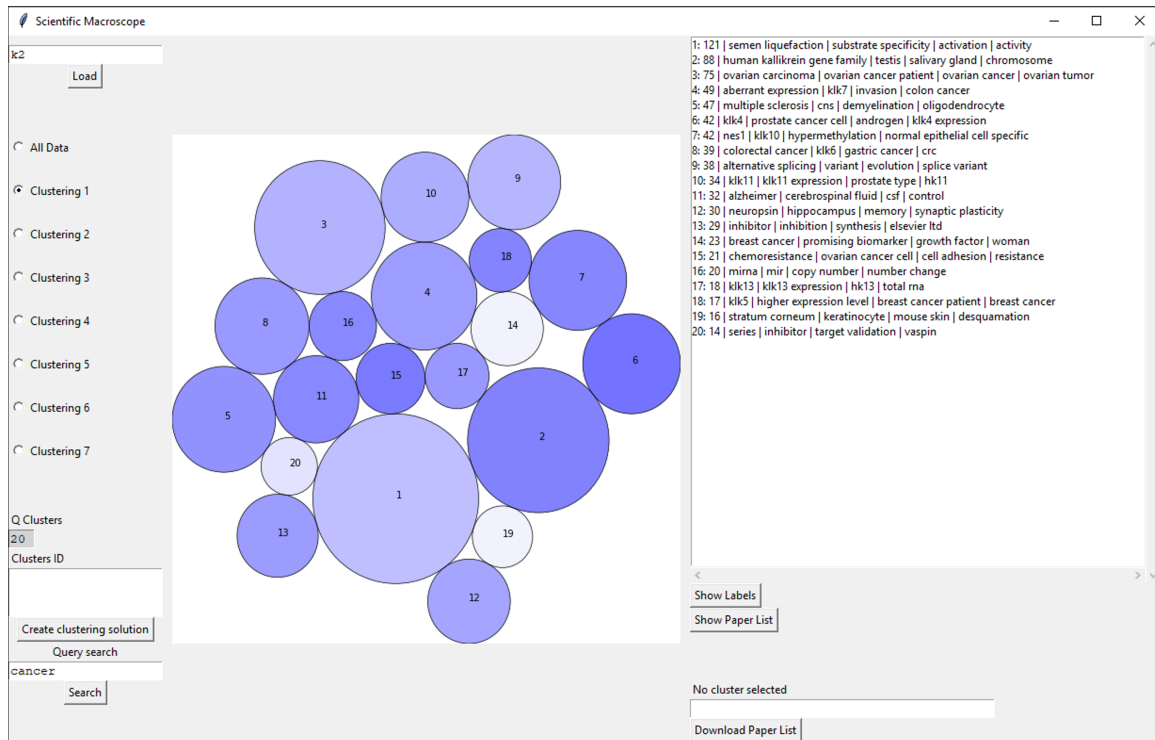 Scientific Macroscope
k2
Load
All Data
Clustering 1
Clustering 2
Clustering 3
Clustering 4
Clustering 5
Clustering 6
Clustering 7
Q Clusters
20
Clusters ID
Create clustering solution
Query search
cancer
Search
9
10
3
18
7
4
8
16
14
6
15
17
11
5
2
20
1
13
19
12
1: 121 | semen liquefaction | substrate specificity | activation | activity
2: 88 | human kallikrein gene family | testis | salivary gland | chromosome
3: 75 | ovarian carcinoma | ovarian cancer patient | ovarian cancer | ovarian tumor
4: 49 | aberrant expression | klk7 | invasion | colon cancer
5: 47 | multiple sclerosis | cns | demyelination | oligodendrocyte
6: 42 | klk4 | prostate cancer cell | androgen | klk4 expression
7: 42 | nes1 | klk10 | hypermethylation | normal epithelial cell specific
8: 39 | colorectal cancer | klk6 | gastric cancer | crc
9: 38 | alternative splicing | variant | evolution | splice variant
10: 34 | klk11 | klk11 expression | prostate type | hk11
11: 32 | alzheimer | cerebrospinal fluid | csf | control
12: 30 | neuropsin | hippocampus | memory | synaptic plasticity
13: 29 | inhibitor | inhibition | synthesis | elsevier ltd
14: 23 | breast cancer | promising biomarker | growth factor | woman
15: 21 | chemoresistance | ovarian cancer cell | cell adhesion | resistance
16: 20 | mirna | mir | copy number | number change
17: 18 | klk13 | klk13 expression | hk13 | total rna
18: 17 | klk5 | higher expression level | breast cancer patient | breast cancer
19: 16 | stratum corneum | keratinocyte | mouse skin | desquamation
20: 14 | series | inhibitor | target validation | vaspin
Show Labels
Show Paper List
No cluster selected
Download Paper List